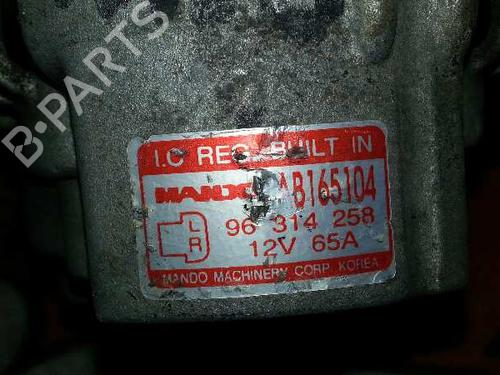 B-PARTS
I.C REG. BUILT IN
MANDO AB165104
L
R
96 314 258
12V 65A
MANDO MACHINERY CORP. KOREA